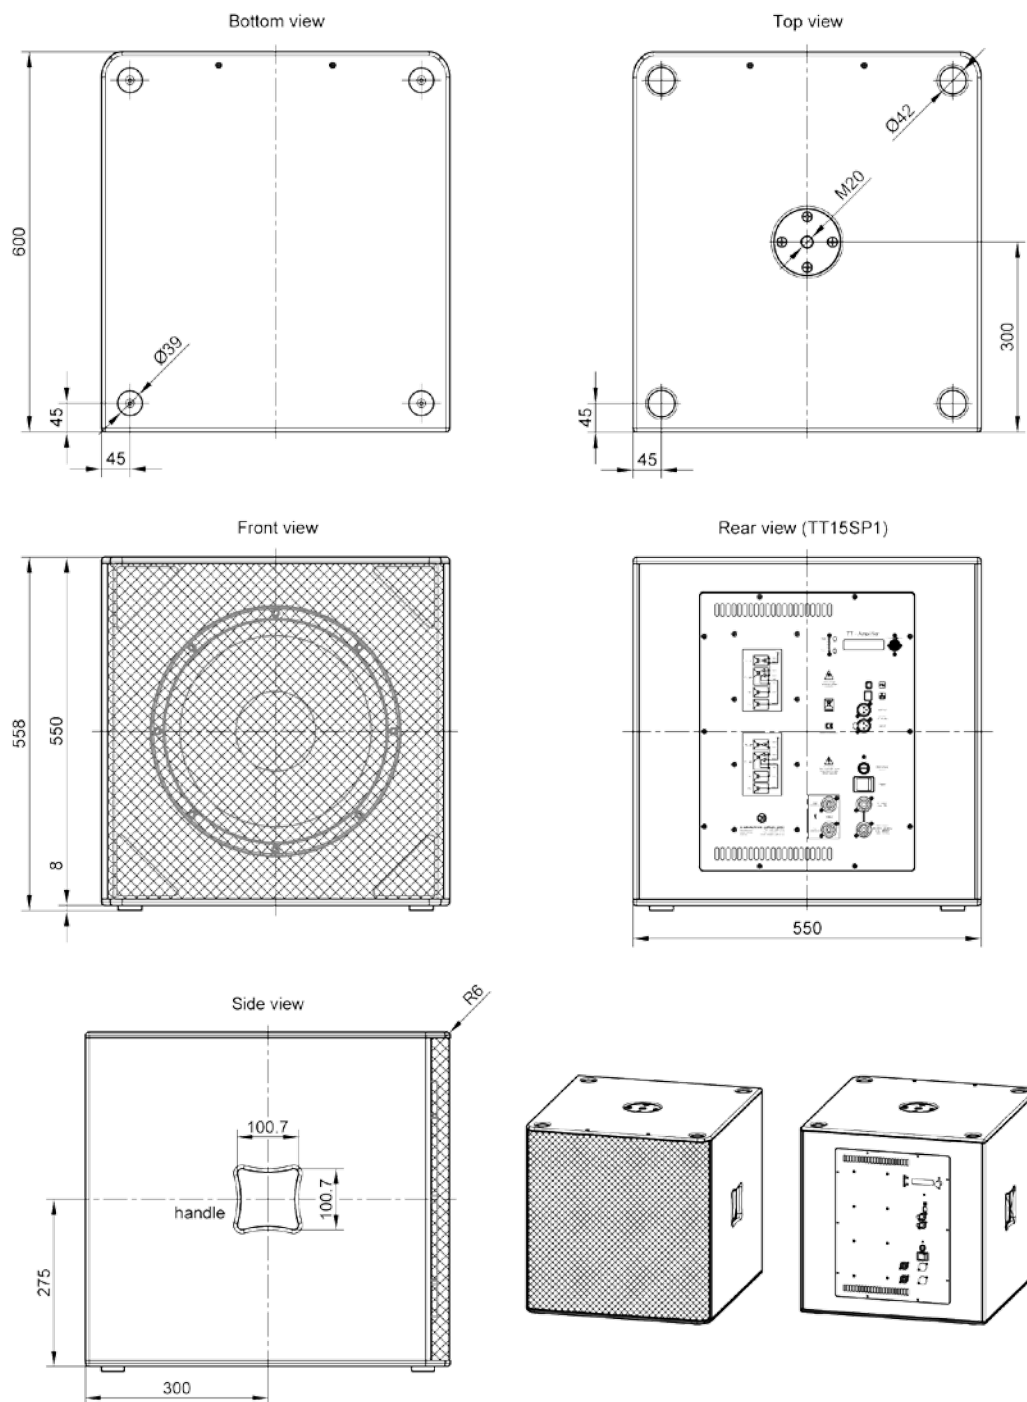 Bottom view
Top view
600
Ø39
45
45
Ø42
M20
300
45
45
Front view
Rear view (TT15SP1)
558
550
8
550
Side view
R6
100.7
100.7
handle
275
300